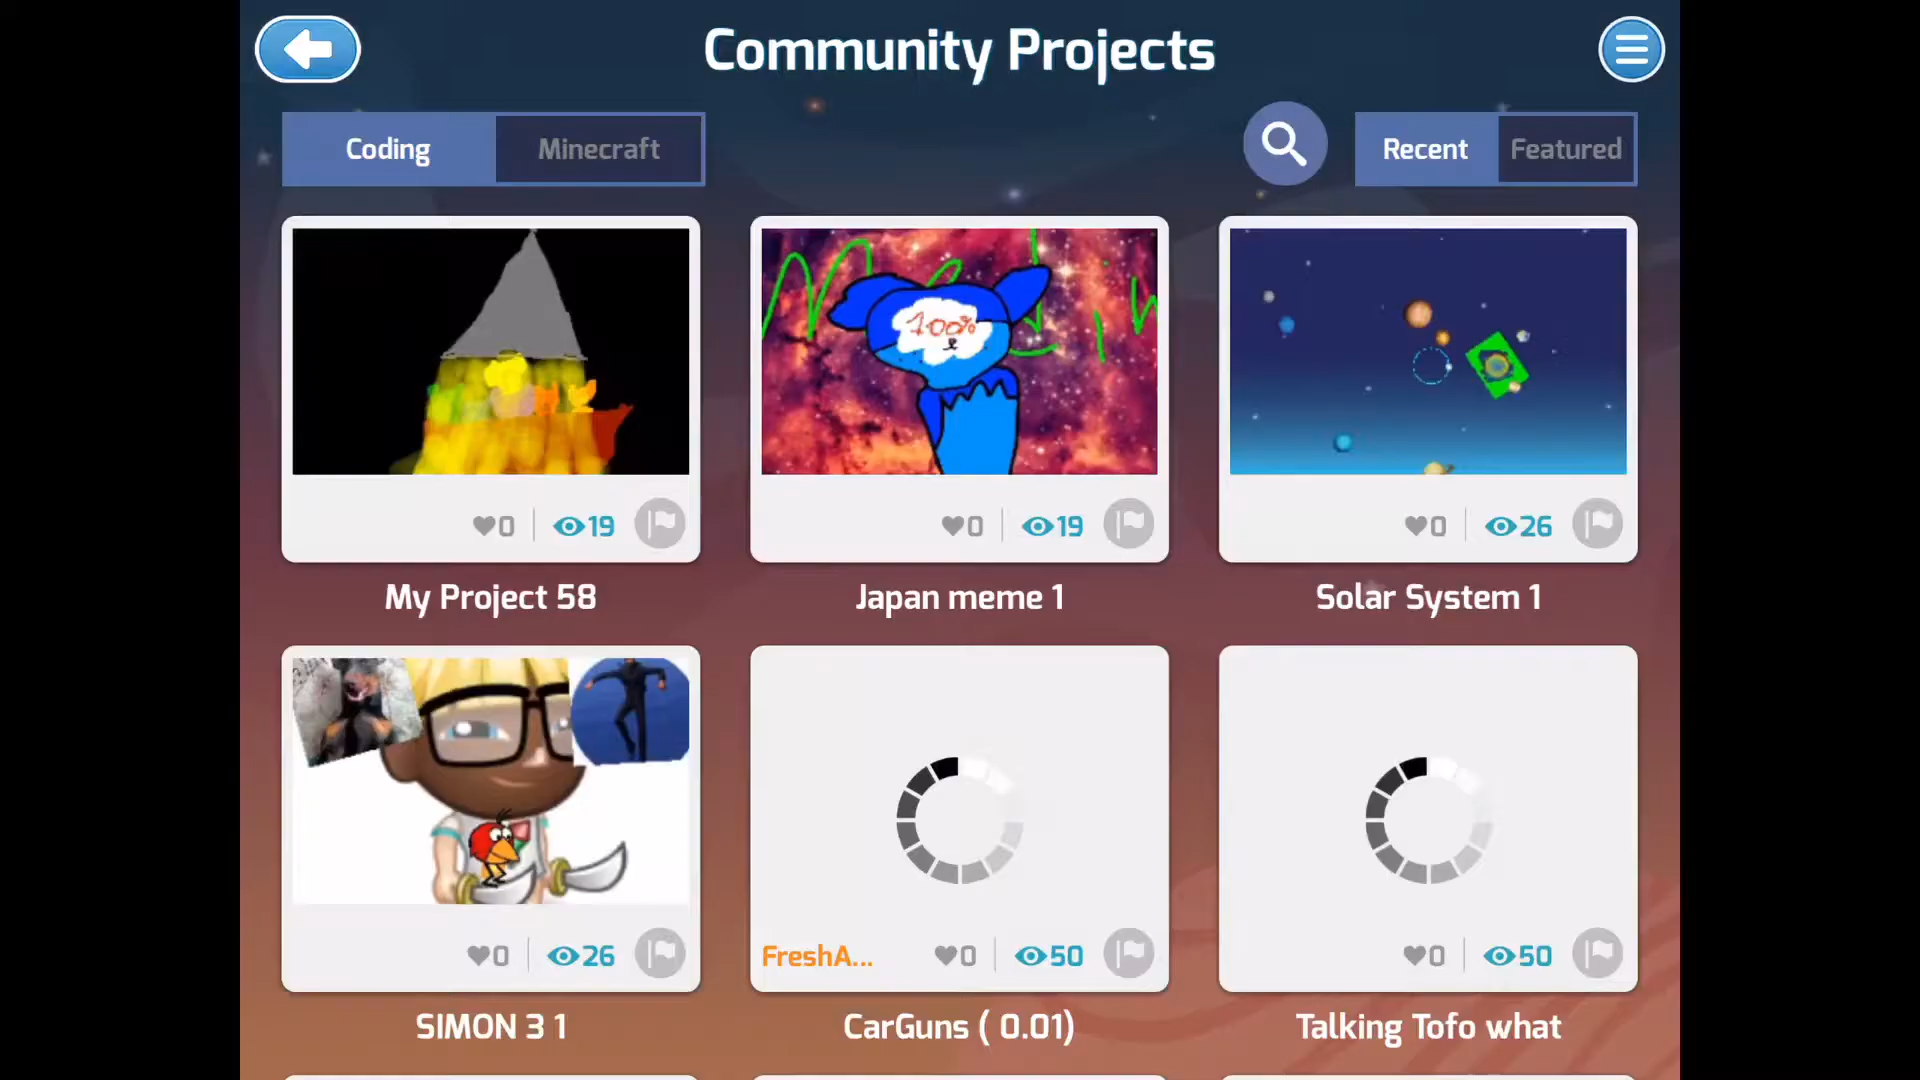 Community Projects
Coding
Minecraft
Recent
Featured
100%
0
19
0
19
0
26
My Project 58
Japan meme 1
Solar System 1
0
26
FreshA...
0
50
0
50
SIMON 3 1
CarGuns ( 0.01)
Talking Tofo what